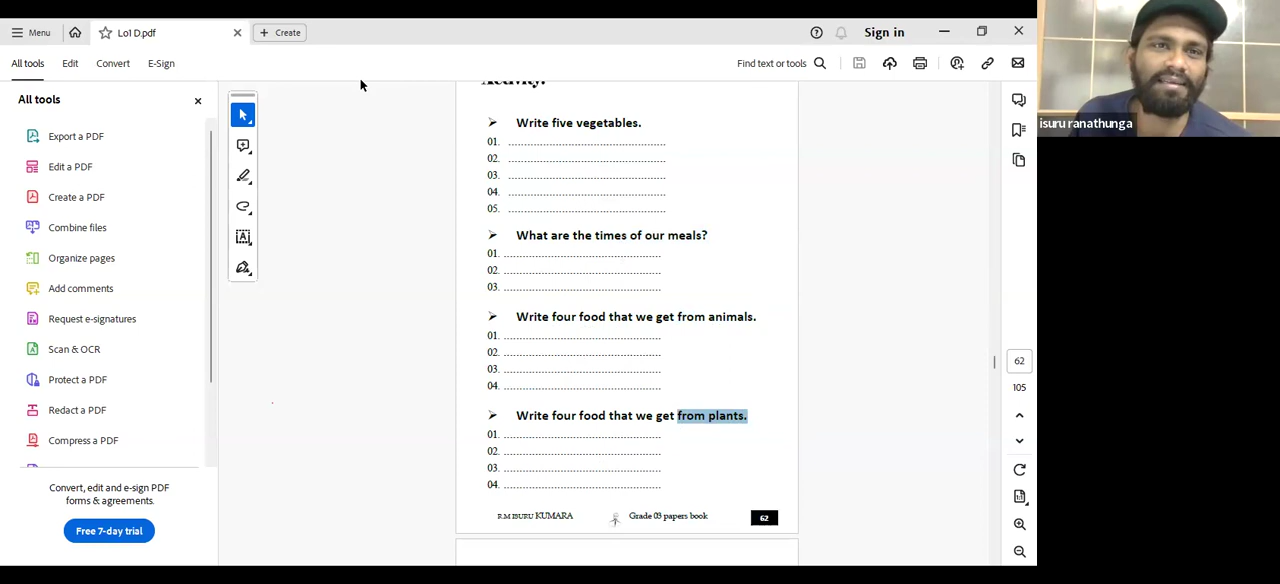 Menu
Lo1 D.pdf
Create
Sign in
All tools
Edit
Convert
E-Sign
Find text or tools
All tools
Export a PDF
Edit a PDF
Create a PDF
Combine files
Organize pages
Add comments
Request e-signatures
Scan & OCR
Protect a PDF
Redact a PDF
Compress a PDF
Convert, edit and e-sign PDF
forms & agreements.
Free 7-day trial
Activity.
Write five vegetables.
01. ............................................................
02. ............................................................
03. ............................................................
04. ............................................................
05. ............................................................
What are the times of our meals?
01. ............................................................
02. ............................................................
03. ............................................................
Write four food that we get from animals.
01. ............................................................
02. ............................................................
03. ............................................................
04. ............................................................
Write four food that we get from plants.
01. ............................................................
02. ............................................................
03. ............................................................
04. ............................................................
R.M ISURU KUMARA
Grade 03 papers book
62
62
105
isuru ranathunga